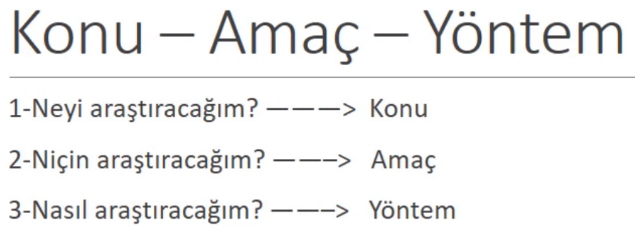 Konu – Amaç – Yöntem
1-Neyi araştıracağım? ———> Konu
2-Niçin araştıracağım? ——–> Amaç
3-Nasıl araştıracağım? ——–> Yöntem